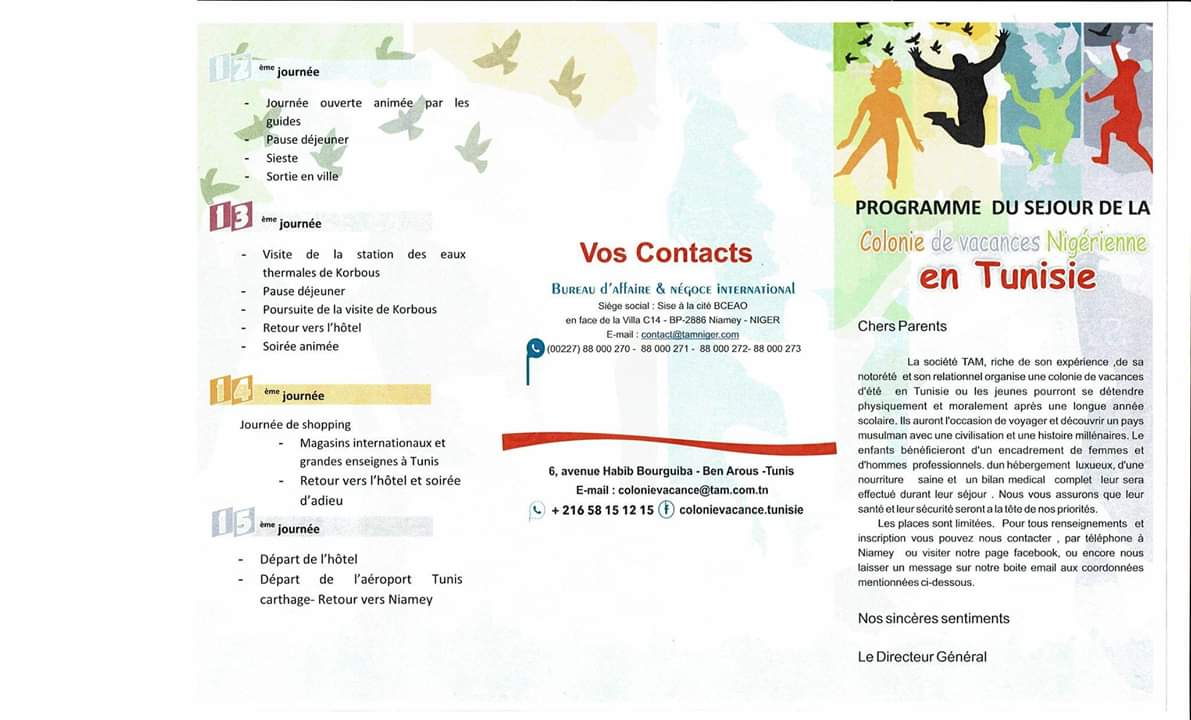 12 ème journée
- Journée ouverte animée par les
guides
- Pause déjeuner
- Sieste
- Sortie en ville
13 ème journée
- Visite de la station des eaux
thermales de Korbous
- Pause déjeuner
- Poursuite de la visite de Korbous
- Retour vers l'hôtel
- Soirée animée
14 ème journée
Journée de shopping
- Magasins internationaux et
grandes enseignes à Tunis
- Retour vers l'hôtel et soirée
d'adieu
15 ème journée
- Départ de l'hôtel
- Départ de l'aéroport Tunis
carthage- Retour vers Niamey
Vos Contacts
Bureau d'affaire & négoce international
Siège social : Sise à la cité BCEAO
en face de la Villa C14 - BP-2886 Niamey - NIGER
E-mail : contact@tamniger.com
(00227) 88 000 270 - 88 000 271 - 88 000 272- 88 000 273
6, avenue Habib Bourguiba - Ben Arous -Tunis
E-mail : colonievacance@tam.com.tn
+ 216 58 15 12 15 f colonievacance.tunisie
PROGRAMME DU SEJOUR DE LA
Colonie de vacances Nigérienne
en Tunisie
Chers Parents
La société TAM, riche de son expérience ,de sa
notorété et son relationnel organise une colonie de vacances
d'été en Tunisie ou les jeunes pourront se détendre
physiquement et moralement après une longue année
scolaire. Ils auront l'occasion de voyager et découvrir un pays
musulman avec une civilisation et une histoire millénaires. Le
enfants bénéficieront d'un encadrement de femmes et
d'hommes professionnels. dun hébergement luxueux, d'une
nourriture saine et un bilan medical complet leur sera
effectué durant leur séjour . Nous vous assurons que leur
santé et leur sécurité seront a la tête de nos priorités.
Les places sont limitées. Pour tous renseignements et
inscription vous pouvez nous contacter , par téléphone à
Niamey ou visiter notre page facebook, ou encore nous
laisser un message sur notre boite email aux coordonnées
mentionnées ci-dessous.
Nos sincères sentiments
Le Directeur Général